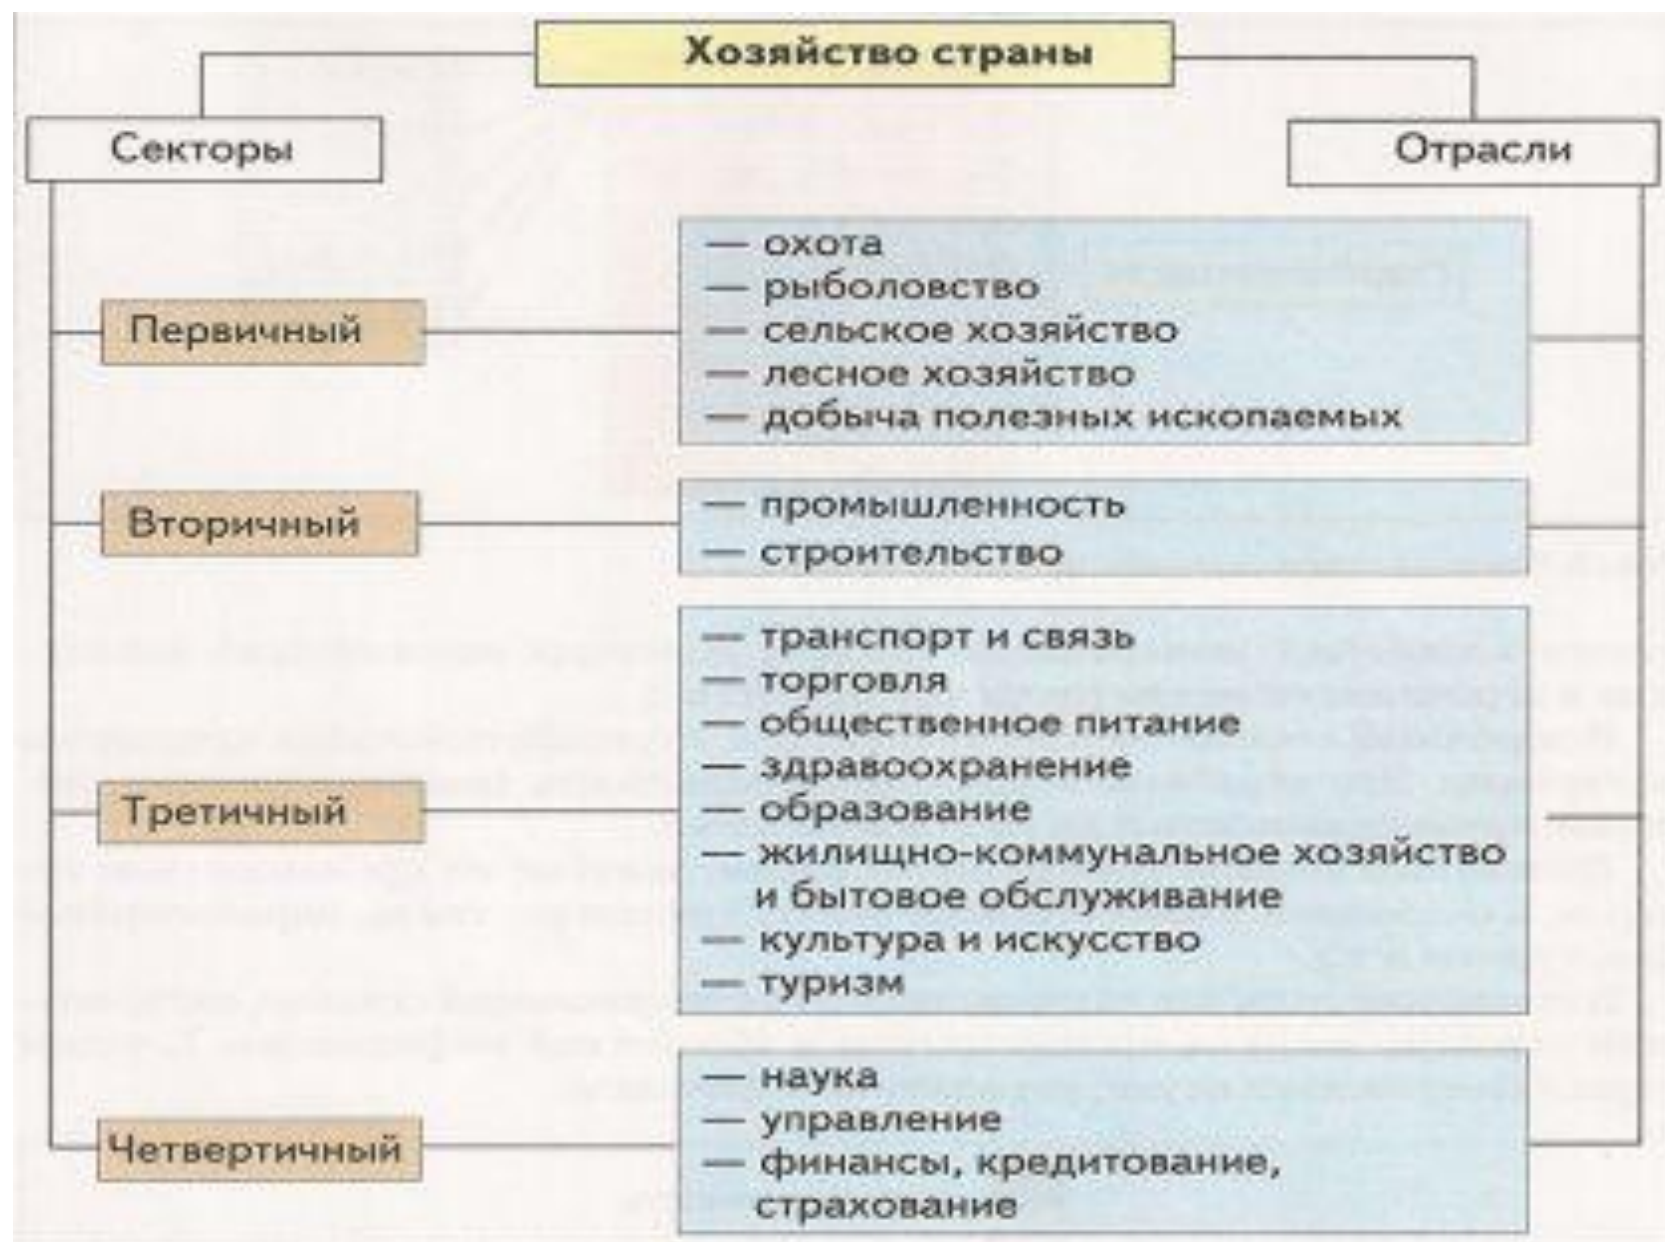 Хозяйство страны
Секторы
Отрасли
Первичный
— охота
— рыболовство
— сельское хозяйство
— лесное хозяйство
— добыча полезных ископаемых
Вторичный
— промышленность
— строительство
Третичный
— транспорт и связь
— торговля
— общественное питание
— здравоохранение
— образование
— жилищно-коммунальное хозяйство
и бытовое обслуживание
— культура и искусство
— туризм
Четвертичный
— наука
— управление
— финансы, кредитование,
страхование